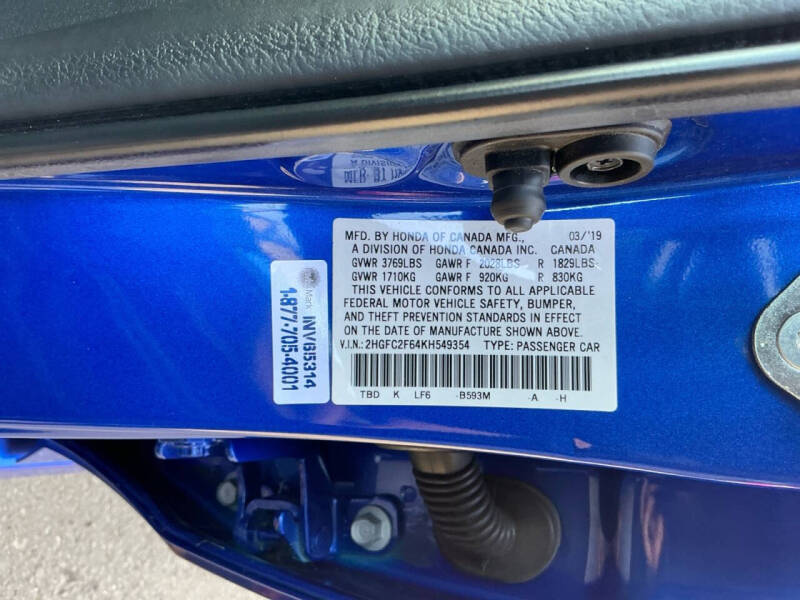 MFD. BY HONDA OF CANADA MFG., 03/'19
A DIVISION OF HONDA CANADA INC. CANADA
GVWR 3769LBS GAWR F 2028LBS R 1829LBS
GVWR 1710KG GAWR F 920KG R 830KG
THIS VEHICLE CONFORMS TO ALL APPLICABLE
FEDERAL MOTOR VEHICLE SAFETY, BUMPER,
AND THEFT PREVENTION STANDARDS IN EFFECT
ON THE DATE OF MANUFACTURE SHOWN ABOVE.
V.I.N.: 2HGFC2F64KH549354 TYPE: PASSENGER CAR
TBD K LF6 -B593M -A -H
Mark
1-877-705-4001
INV65314